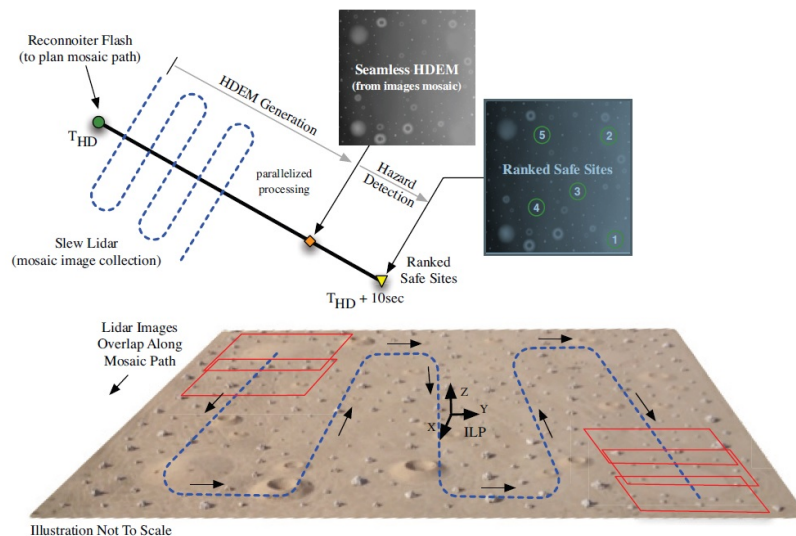 Reconnoiter Flash
(to plan mosaic path)
HDEM Generation
Seamless HDEM
(from images mosaic)
T_HD
parallelized
processing
Hazard
Detection
5
2
Ranked Safe Sites
3
4
1
Slew Lidar
(mosaic image collection)
Ranked
Safe Sites
T_HD + 10sec
Lidar Images
Overlap Along
Mosaic Path
Z
Y
X
ILP
Illustration Not To Scale